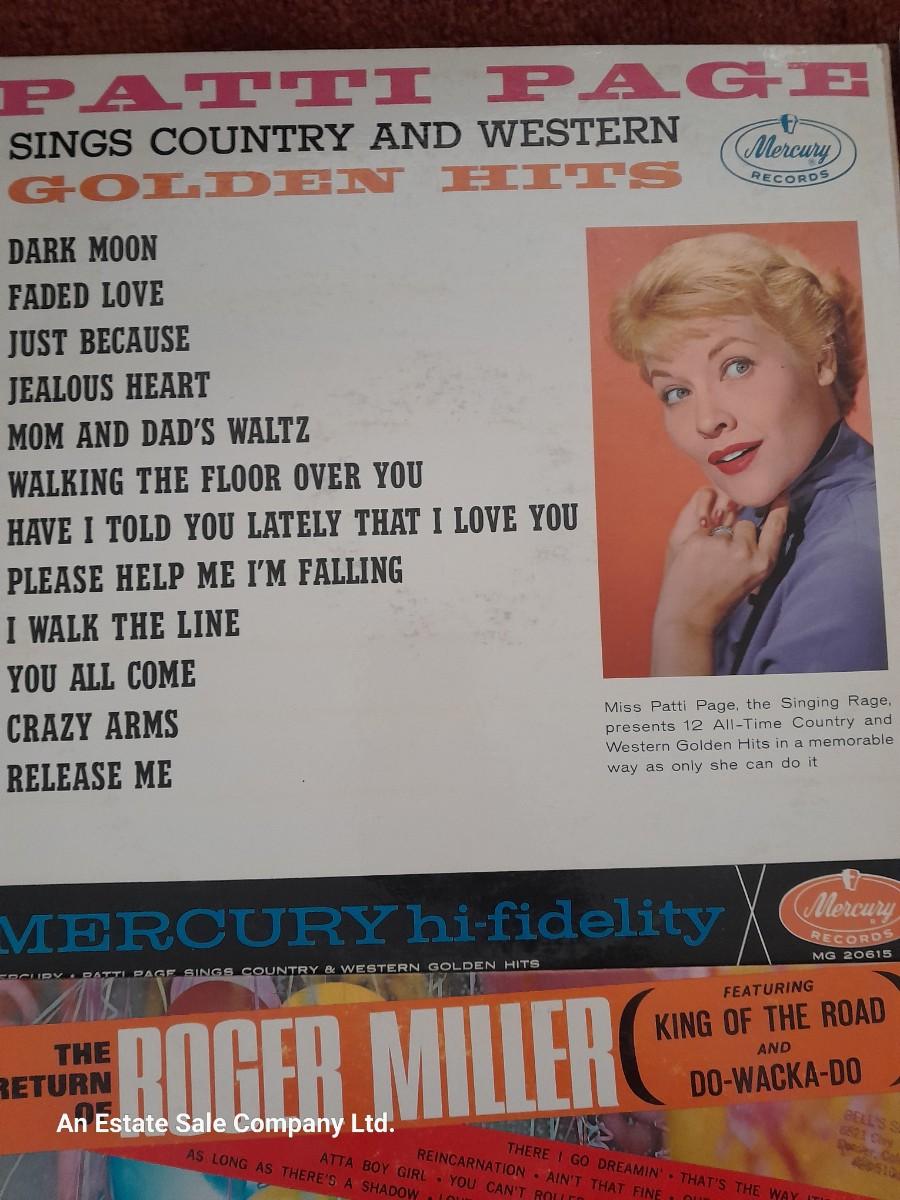 PATTI PAGE
SINGS COUNTRY AND WESTERN
GOLDEN HITS
Mercury
RECORDS
DARK MOON
FADED LOVE
JUST BECAUSE
JEALOUS HEART
MOM AND DAD'S WALTZ
WALKING THE FLOOR OVER YOU
HAVE I TOLD YOU LATELY THAT I LOVE YOU
PLEASE HELP ME I'M FALLING
I WALK THE LINE
YOU ALL COME
CRAZY ARMS
RELEASE ME
Miss Patti Page, the Singing Rage,
presents 12 All-Time Country and
Western Golden Hits in a memorable
way as only she can do it
MERCURY hi-fidelity
Mercury
RECORDS
MG 20615
PATTI PAGE SINGS COUNTRY & WESTERN GOLDEN HITS
THE
RETURN
OF
ROGER MILLER
FEATURING
KING OF THE ROAD
AND
DO-WACKA-DO
An Estate Sale Company Ltd.
BELL'S
THERE I GO DREAMIN' • THAT'S THE WAY
REINCARNATION • AIN'T THAT FINE
ATTA BOY GIRL • YOU CAN'T
AS LONG AS THERE'S A SHADOW